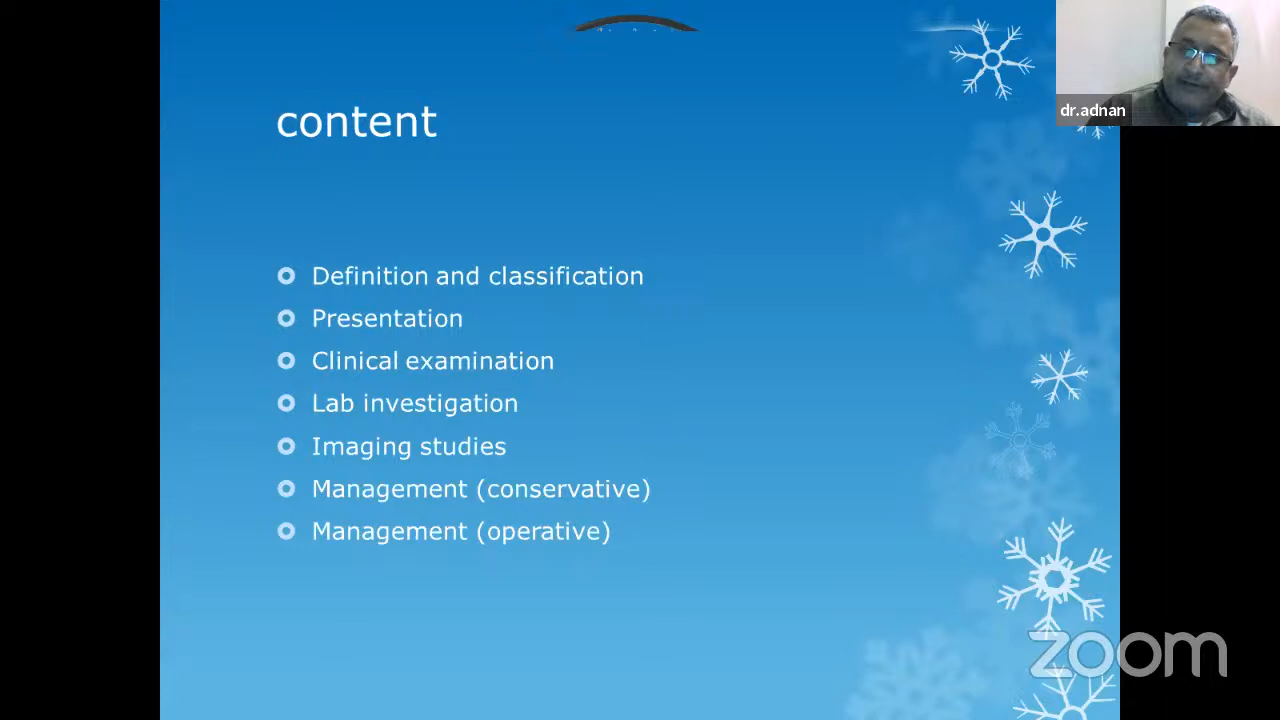 content
dr.adnan
Definition and classification
Presentation
Clinical examination
Lab investigation
Imaging studies
Management (conservative)
Management (operative)
zoom